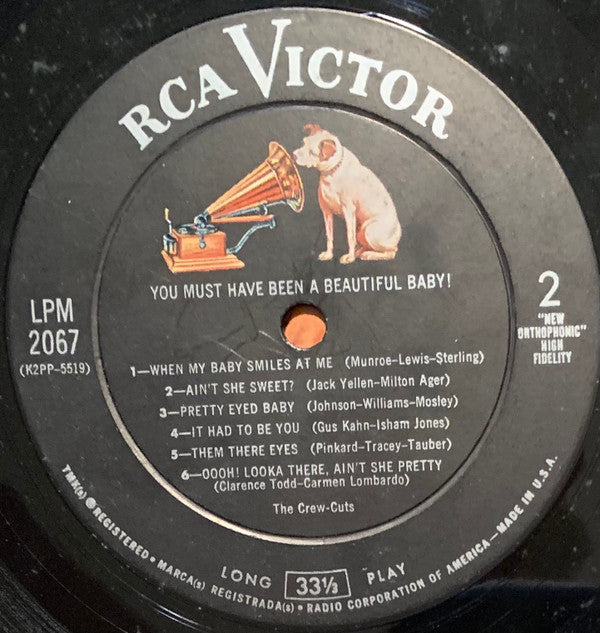 RCA VICTOR
YOU MUST HAVE BEEN A BEAUTIFUL BABY!
LPM
2067
(K2PP-5519)
2
"NEW
ORTHOPHONIC"
HIGH
FIDELITY
1—WHEN MY BABY SMILES AT ME (Munroe-Lewis-Sterling)
2—AIN'T SHE SWEET? (Jack Yellen-Milton Ager)
3—PRETTY EYED BABY (Johnson-Williams-Mosley)
4—IT HAD TO BE YOU (Gus Kahn-Isham Jones)
5—THEM THERE EYES (Pinkard-Tracey-Tauber)
6—OOOH! LOOKA THERE, AIN'T SHE PRETTY
(Clarence Todd-Carmen Lombardo)
The Crew-Cuts
LONG 33⅓ PLAY
TMK(s) ® REGISTERED • MARCA(s) REGISTRADA(s) • RADIO CORPORATION OF AMERICA—MADE IN U.S.A.